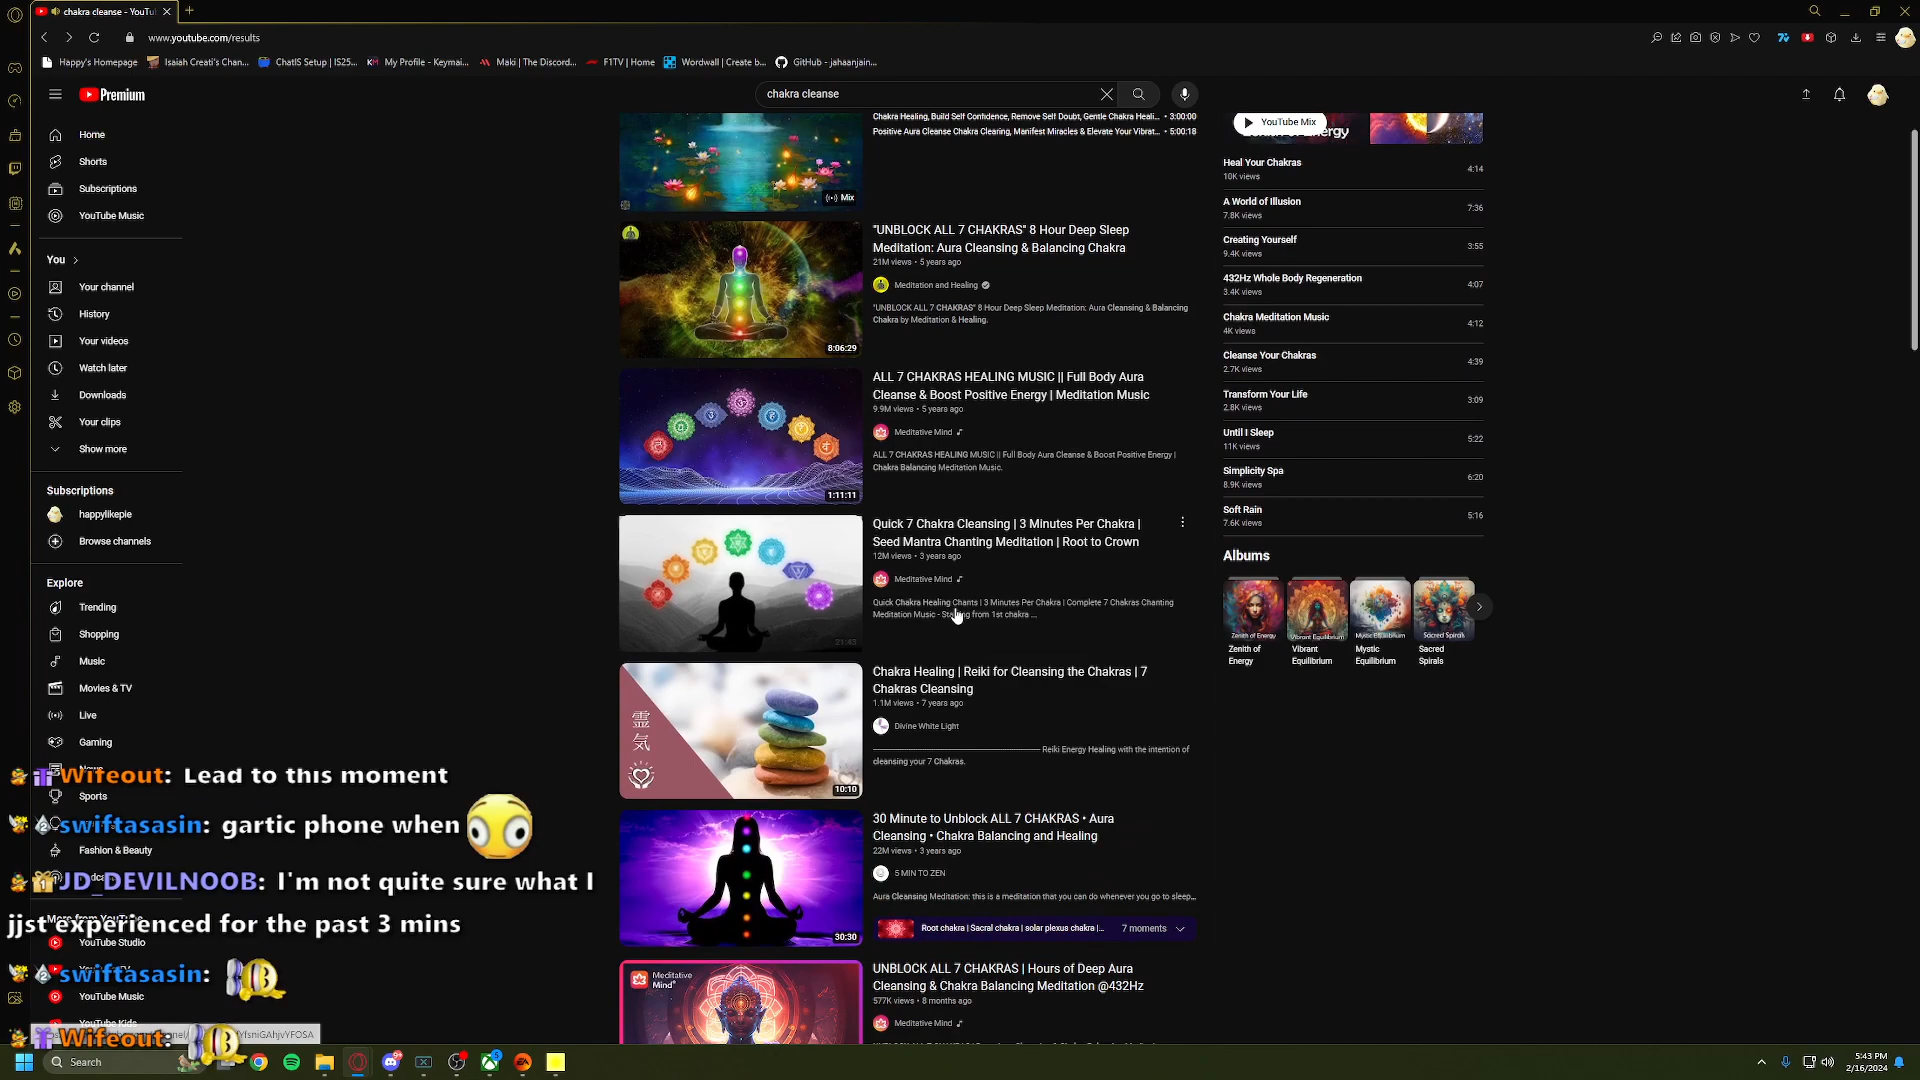 chakra cleanse - YouTu
www.youtube.com/results
Happy's Homepage
Isaiah Creati's Chan...
ChatIS Setup | IS25...
My Profile - Keymai...
Maki | The Discord...
F1TV | Home
Wordwall | Create b...
GitHub - jahaanjain...
Premium
chakra cleanse
Home
Shorts
Subscriptions
YouTube Music
You
Your channel
History
Your videos
Watch later
Downloads
Your clips
Show more
Subscriptions
happylikepie
Browse channels
Explore
Trending
Shopping
Music
Movies & TV
Live
Gaming
Sports
Fashion & Beauty
YouTube Studio
YouTube Music
YouTube Kids
Wifeout: Lead to this moment
swiftasasin: gartic phone when
JD_DEVILNOOB: I'm not quite sure what I
jjst experienced for the past 3 mins
swiftasasin:
Wifeout:
Chakra Healing, Build Self Confidence, Remove Self Doubt, Gentle Chakra Heali... • 3:00:00
Positive Aura Cleanse Chakra Clearing, Manifest Miracles & Elevate Your Vibrat... • 5:00:18
Mix
"UNBLOCK ALL 7 CHAKRAS" 8 Hour Deep Sleep
Meditation: Aura Cleansing & Balancing Chakra
21M views • 5 years ago
Meditation and Healing
"UNBLOCK ALL 7 CHAKRAS" 8 Hour Deep Sleep Meditation: Aura Cleansing & Balancing
Chakra by Meditation & Healing.
8:06:29
ALL 7 CHAKRAS HEALING MUSIC || Full Body Aura
Cleanse & Boost Positive Energy | Meditation Music
9.9M views • 5 years ago
Meditative Mind
ALL 7 CHAKRAS HEALING MUSIC || Full Body Aura Cleanse & Boost Positive Energy |
Chakra Balancing Meditation Music.
1:11:11
Quick 7 Chakra Cleansing | 3 Minutes Per Chakra |
Seed Mantra Chanting Meditation | Root to Crown
12M views • 3 years ago
Meditative Mind
Quick Chakra Healing Chants | 3 Minutes Per Chakra | Complete 7 Chakras Chanting
Meditation Music - Starting from 1st chakra ...
21:45
Chakra Healing | Reiki for Cleansing the Chakras | 7
Chakras Cleansing
1.1M views • 7 years ago
Divine White Light
Reiki Energy Healing with the intention of
cleansing your 7 Chakras.
霊
気
10:10
30 Minute to Unblock ALL 7 CHAKRAS • Aura
Cleansing • Chakra Balancing and Healing
22M views • 3 years ago
5 MIN TO ZEN
Aura Cleansing Meditation: this is a meditation that you can do whenever you go to sleep...
30:30
Root chakra | Sacral chakra | solar plexus chakra |...
7 moments
Meditative
Mind
UNBLOCK ALL 7 CHAKRAS | Hours of Deep Aura
Cleansing & Chakra Balancing Meditation @432Hz
577K views • 8 months ago
Meditative Mind
YouTube Mix
Heal Your Chakras
10K views
4:14
A World of Illusion
7.8K views
7:36
Creating Yourself
9.4K views
3:55
432Hz Whole Body Regeneration
3.4K views
4:07
Chakra Meditation Music
4K views
4:12
Cleanse Your Chakras
2.7K views
4:39
Transform Your Life
2.8K views
3:09
Until I Sleep
11K views
5:22
Simplicity Spa
8.9K views
6:20
Soft Rain
7.6K views
5:16
Albums
Zenith of Energy
Vibrant Equilibrium
Mystic Equilibrium
Sacred Spirals
Zenith of
Energy
Vibrant
Equilibrium
Mystic
Equilibrium
Sacred
Spirals
Search
5:43 PM
2/16/2024